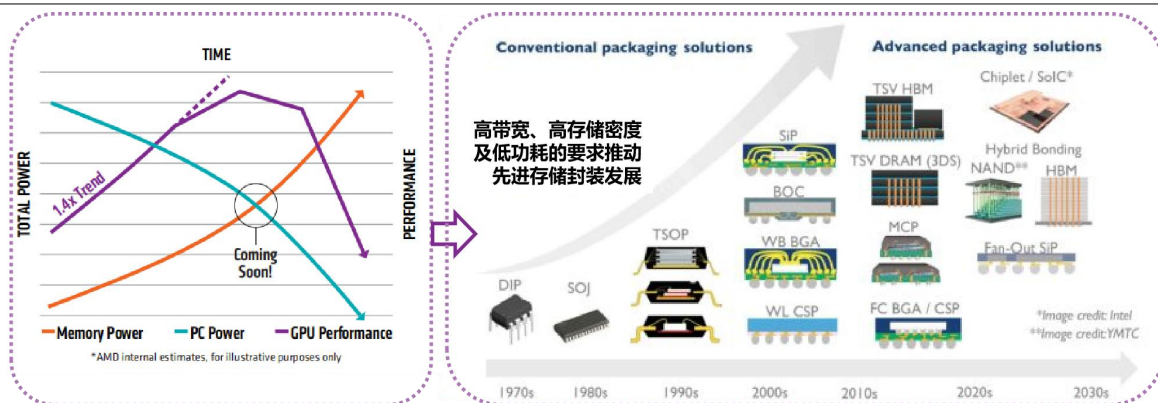 TIME
TOTAL POWER
PERFORMANCE
1.4x Trend
Coming
Soon!
Memory Power
PC Power
GPU Performance
*AMD internal estimates, for illustrative purposes only
Conventional packaging solutions
Advanced packaging solutions
高带宽、高存储密度
及低功耗的要求推动
先进存储封装发展
DIP
SOJ
TSOP
SiP
BOC
WB BGA
WL CSP
TSV HBM
TSV DRAM (3DS)
MCP
FC BGA / CSP
Chiplet / SoIC*
Hybrid Bonding
NAND**
HBM
Fan-Out SiP
*Image credit: Intel
**Image credit:YMTC
1970s
1980s
1990s
2000s
2010s
2020s
2030s